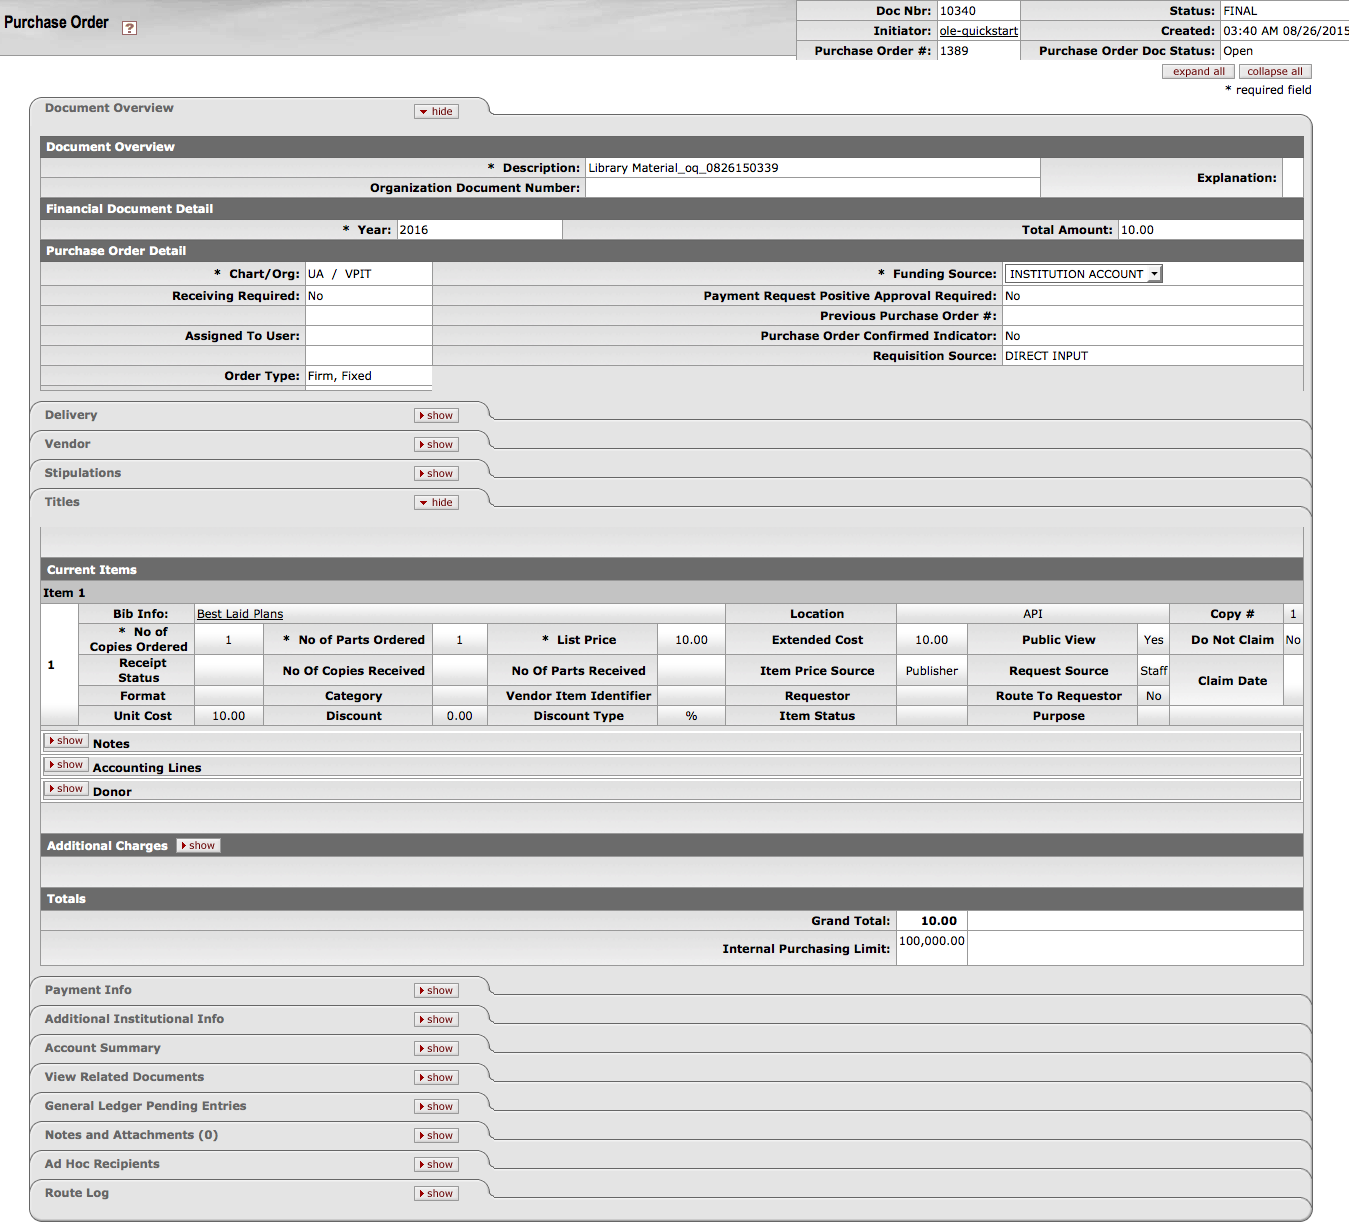 Purchase Order ?
Doc Nbr: 10340 Status: FINAL
Initiator: ole-quickstart Created: 03:40 AM 08/26/2015
Purchase Order #: 1389 Purchase Order Doc Status: Open
expand all collapse all
* required field
Document Overview hide
Document Overview
* Description: Library Material_oq_0826150339 Explanation:
Organization Document Number:
Financial Document Detail
* Year: 2016 Total Amount: 10.00
Purchase Order Detail
* Chart/Org: UA / VPIT * Funding Source: INSTITUTION ACCOUNT
Receiving Required: No Payment Request Positive Approval Required: No
Previous Purchase Order #:
Assigned To User: Purchase Order Confirmed Indicator: No
Requisition Source: DIRECT INPUT
Order Type: Firm, Fixed
Delivery show
Vendor show
Stipulations show
Titles hide
Current Items
Item 1
1
Bib Info: Best Laid Plans Location API Copy # 1
* No of Copies Ordered 1 * No of Parts Ordered 1 * List Price 10.00 Extended Cost 10.00 Public View Yes Do Not Claim No
Receipt Status No Of Copies Received No Of Parts Received Item Price Source Publisher Request Source Staff Claim Date
Format Category Vendor Item Identifier Requestor Route To Requestor No
Unit Cost 10.00 Discount 0.00 Discount Type % Item Status Purpose
show Notes
show Accounting Lines
show Donor
Additional Charges show
Totals
Grand Total: 10.00
Internal Purchasing Limit: 100,000.00
Payment Info show
Additional Institutional Info show
Account Summary show
View Related Documents show
General Ledger Pending Entries show
Notes and Attachments (0) show
Ad Hoc Recipients show
Route Log show